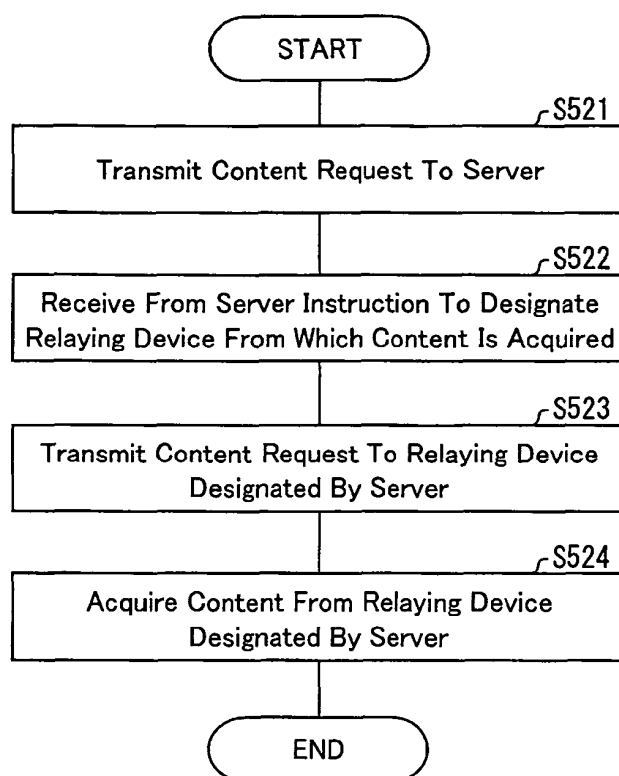 START
S521
Transmit Content Request To Server
S522
Receive From Server Instruction To Designate
Relaying Device From Which Content Is Acquired
S523
Transmit Content Request To Relaying Device
Designated By Server
S524
Acquire Content From Relaying Device
Designated By Server
END